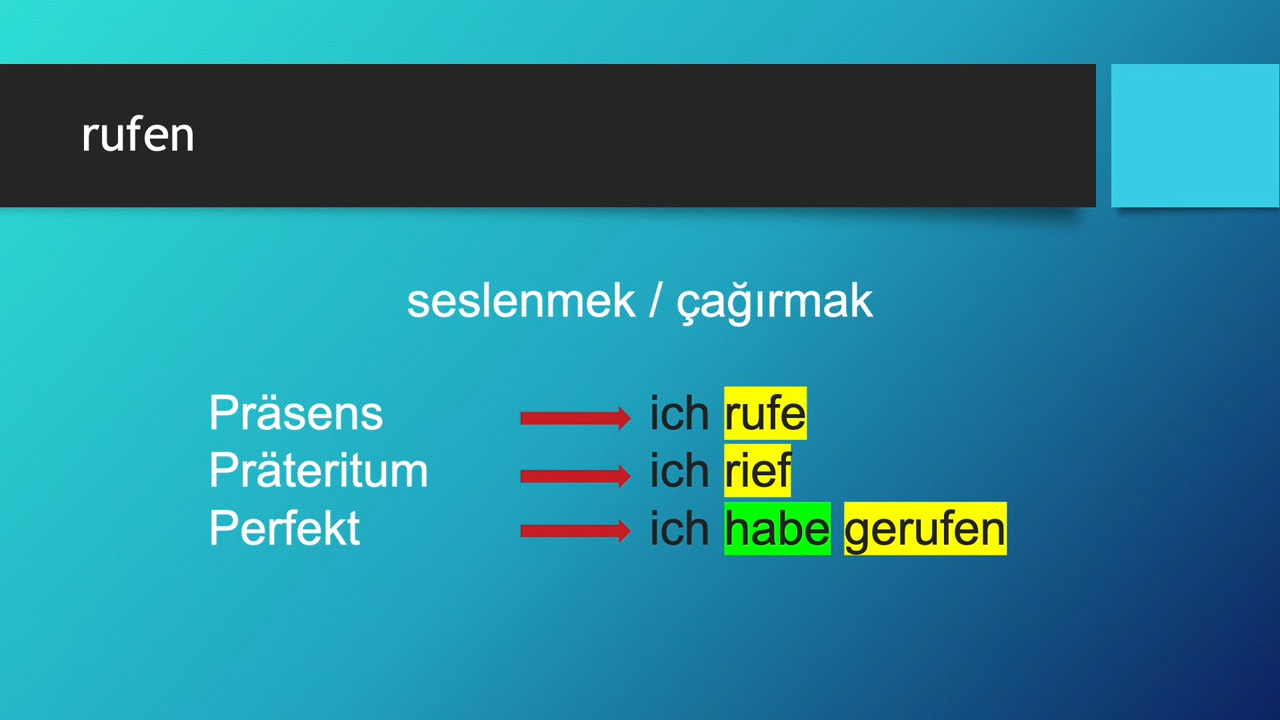 rufen
seslenmek / çağırmak
Präsens ich rufe
Präteritum ich rief
Perfekt ich habe gerufen